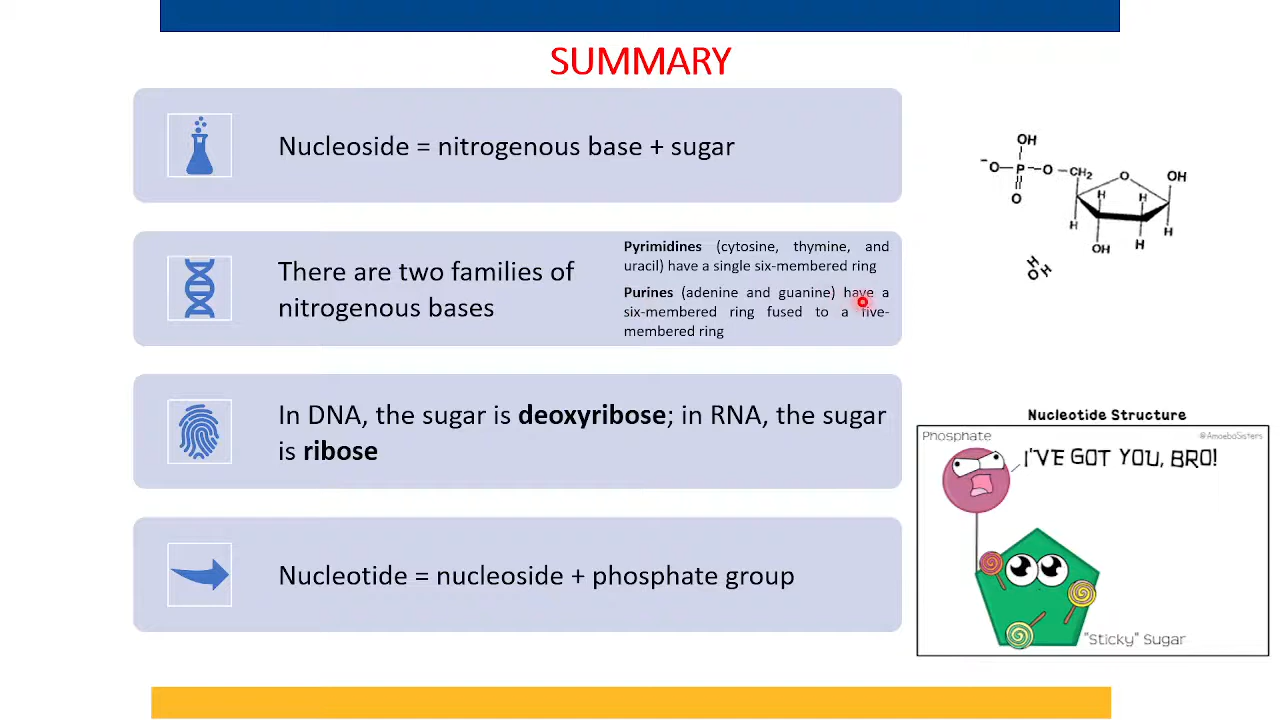 SUMMARY
Nucleoside = nitrogenous base + sugar
There are two families of
nitrogenous bases
Pyrimidines (cytosine, thymine, and
uracil) have a single six-membered ring
Purines (adenine and guanine) have a
six-membered ring fused to a five-
membered ring
In DNA, the sugar is deoxyribose; in RNA, the sugar
is ribose
Nucleotide = nucleoside + phosphate group
OH
⁻O—P—O—CH₂ O OH
O
H H H H
OH H
H
O H
Nucleotide Structure
Phosphate @AmoebaSisters
I'VE GOT YOU, BRO!
"Sticky" Sugar